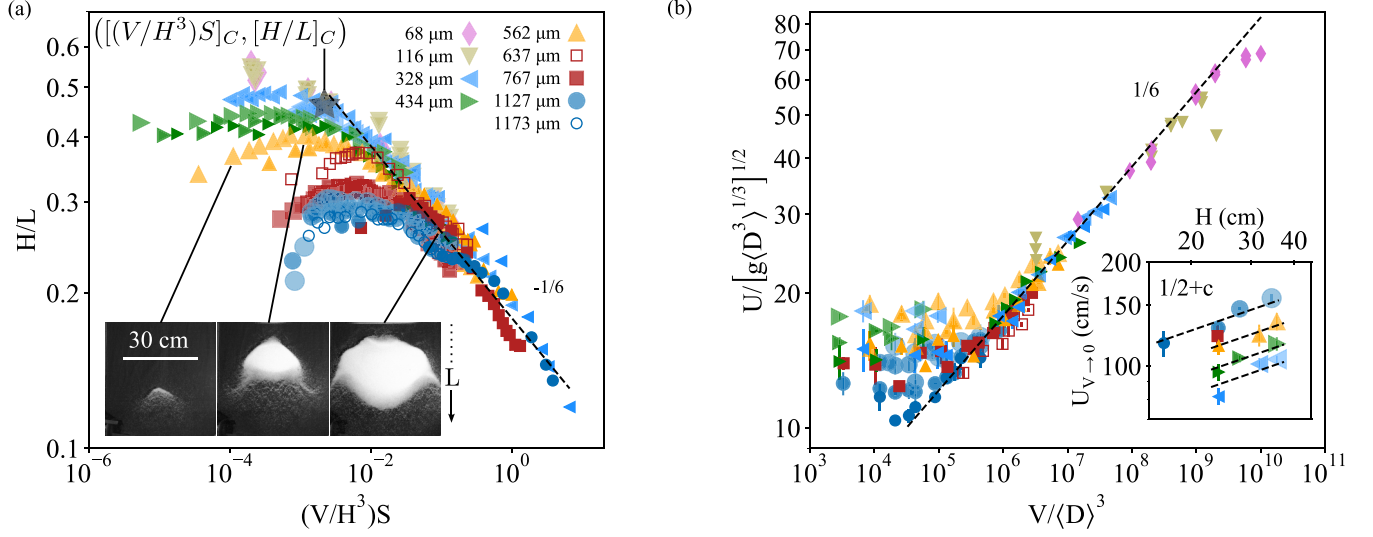 (a)
([(V/H³)S]_C, [H/L]_C)
68 μm
116 μm
328 μm
434 μm
562 μm
637 μm
767 μm
1127 μm
1173 μm
H/L
0.6
0.5
0.4
0.3
0.2
0.1
-1/6
30 cm
L
10⁻⁶
10⁻⁴
10⁻²
10⁰
(V/H³)S
(b)
U/[g⟨D³⟩^{1/3}]^{1/2}
80
70
60
50
40
30
20
10
1/6
H (cm)
20
30
40
200
150
100
1/2+c
U_{V→0} (cm/s)
10³
10⁴
10⁵
10⁶
10⁷
10⁸
10⁹
10¹⁰
10¹¹
V/⟨D⟩³